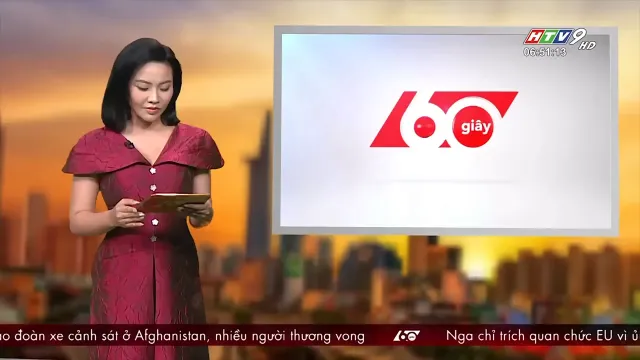 HTV9 HD
06:51:13
60 giây
đoàn xe cảnh sát ở Afghanistan, nhiều người thương vong 60 Nga chỉ trích quan chức EU vì